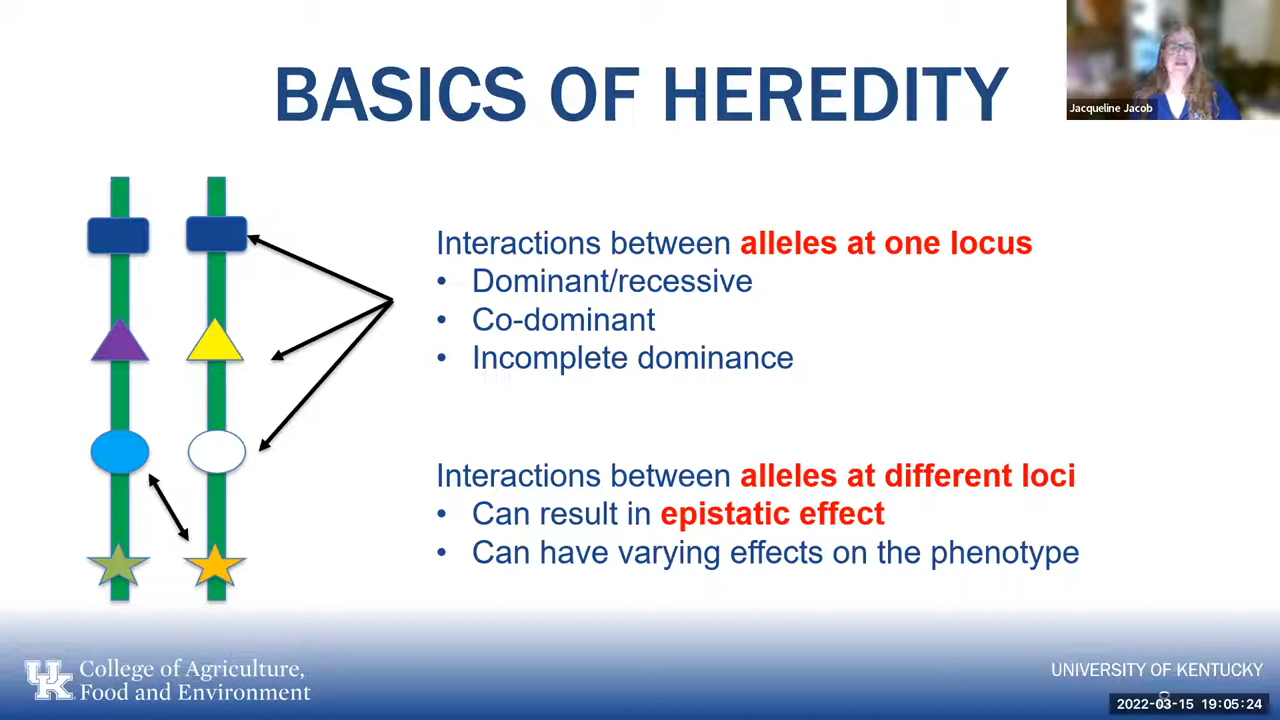 BASICS OF HEREDITY
Jacqueline Jacob
Interactions between alleles at one locus
• Dominant/recessive
• Co-dominant
• Incomplete dominance
Interactions between alleles at different loci
• Can result in epistatic effect
• Can have varying effects on the phenotype
UK
College of Agriculture,
Food and Environment
UNIVERSITY OF KENTUCKY
2022-03-15 19:05:24